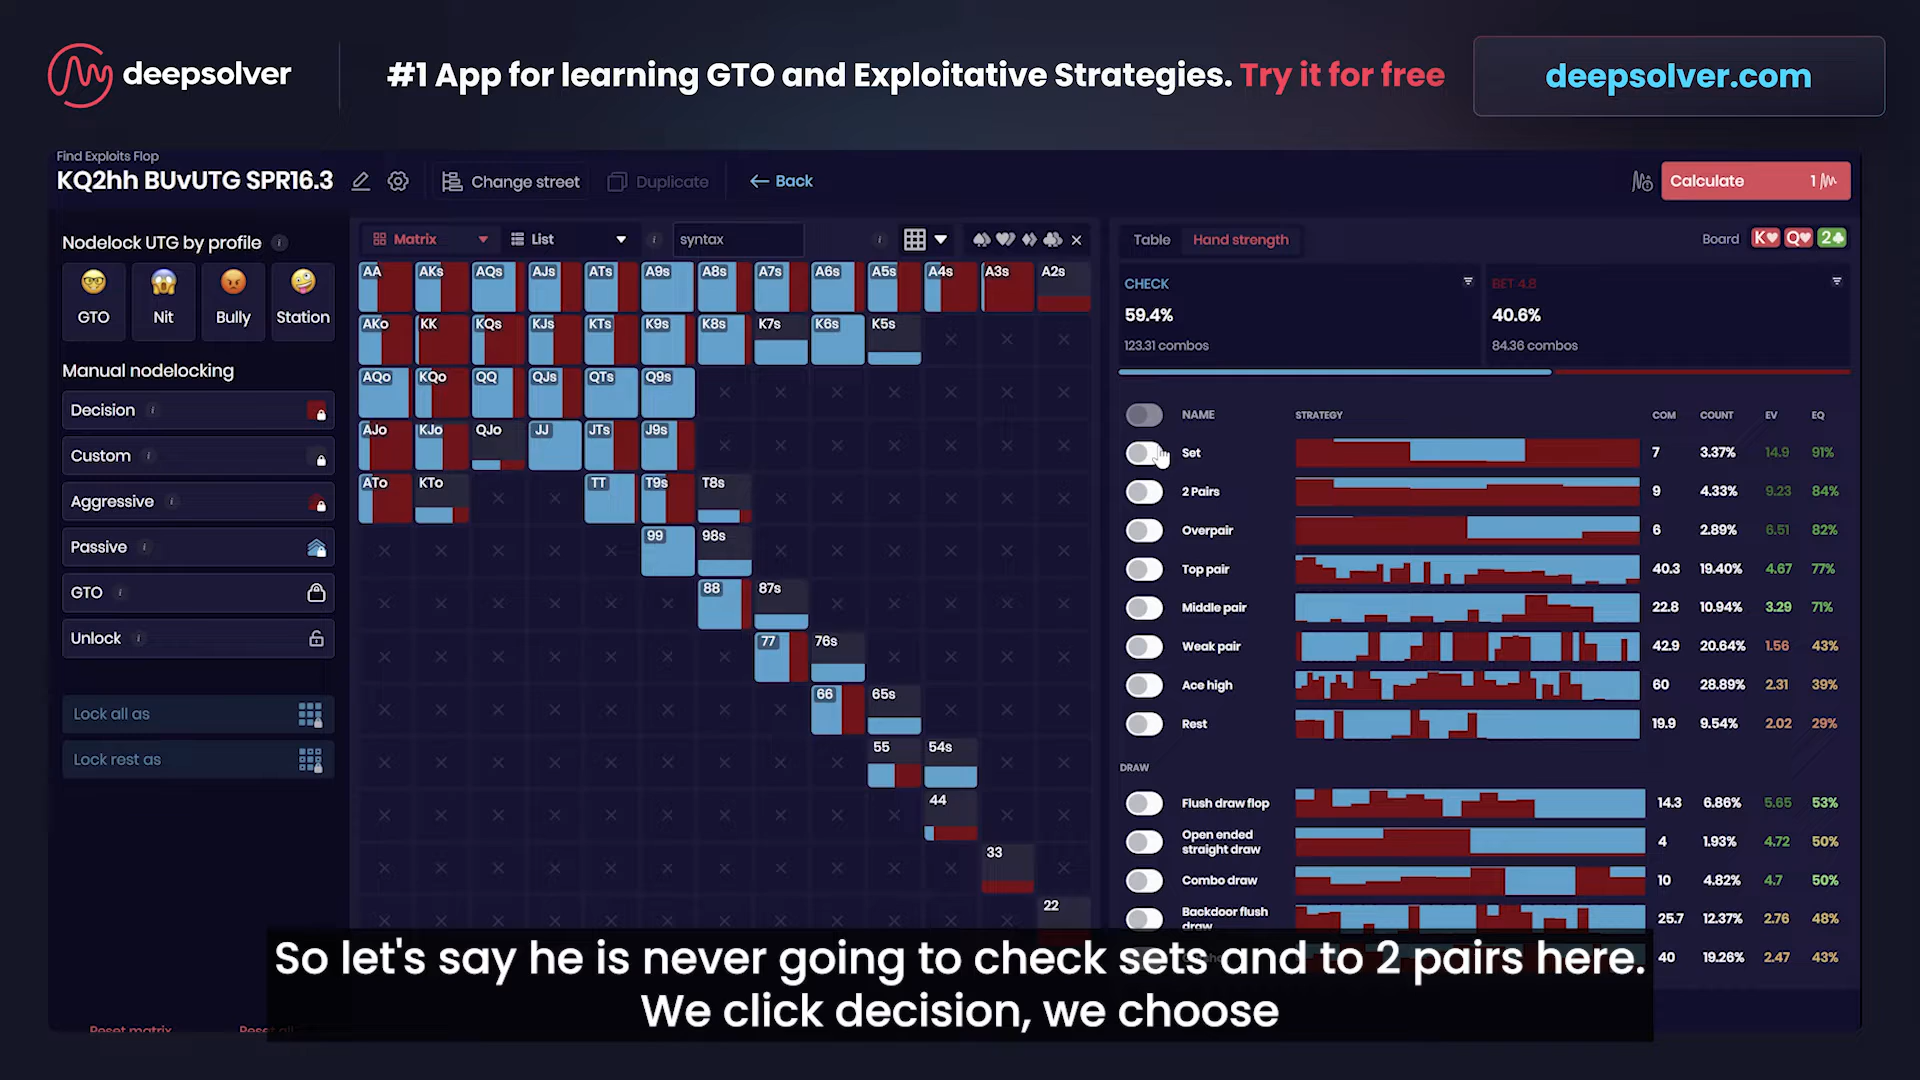 deepsolver
#1 App for learning GTO and Exploitative Strategies. Try it for free
deepsolver.com
Find Exploits Flop
KQ2hh BUvUTG SPR16.3
Change street
Duplicate
← Back
Calculate 1
Nodelock UTG by profile
GTO Nit Bully Station
Manual nodelocking
Decision
Custom
Aggressive
Passive
GTO
Unlock
Lock all as
Lock rest as
Reset matrix
Matrix List syntax
AA AKs AQs AJs ATs A9s A8s A7s A6s A5s A4s A3s A2s
AKo KK KQs KJs KTs K9s K8s K7s K6s K5s
AQo KQo QQ QJs QTs Q9s
AJo KJo QJo JJ JTs J9s
ATo KTo TT T9s T8s
99 98s
88 87s
77 76s
66 65s
55 54s
44
33
22
Table Hand strength
Board K♥ Q♥ 2♣
CHECK
59.4%
123.31 combos
BET 4.8
40.6%
84.36 combos
NAME STRATEGY COM COUNT EV EQ
Set 7 3.37% 14.9 91%
2 Pairs 9 4.33% 9.23 84%
Overpair 6 2.89% 6.51 82%
Top pair 40.3 19.40% 4.67 77%
Middle pair 22.8 10.94% 3.29 71%
Weak pair 42.9 20.64% 1.56 43%
Ace high 60 28.89% 2.31 39%
Rest 19.9 9.54% 2.02 29%
DRAW
Flush draw flop 14.3 6.86% 5.65 53%
Open ended
straight draw 4 1.93% 4.72 50%
Combo draw 10 4.82% 4.7 50%
Backdoor flush
draw 25.7 12.37% 2.76 48%
40 19.26% 2.47 43%
So let's say he is never going to check sets and to 2 pairs here.
We click decision, we choose